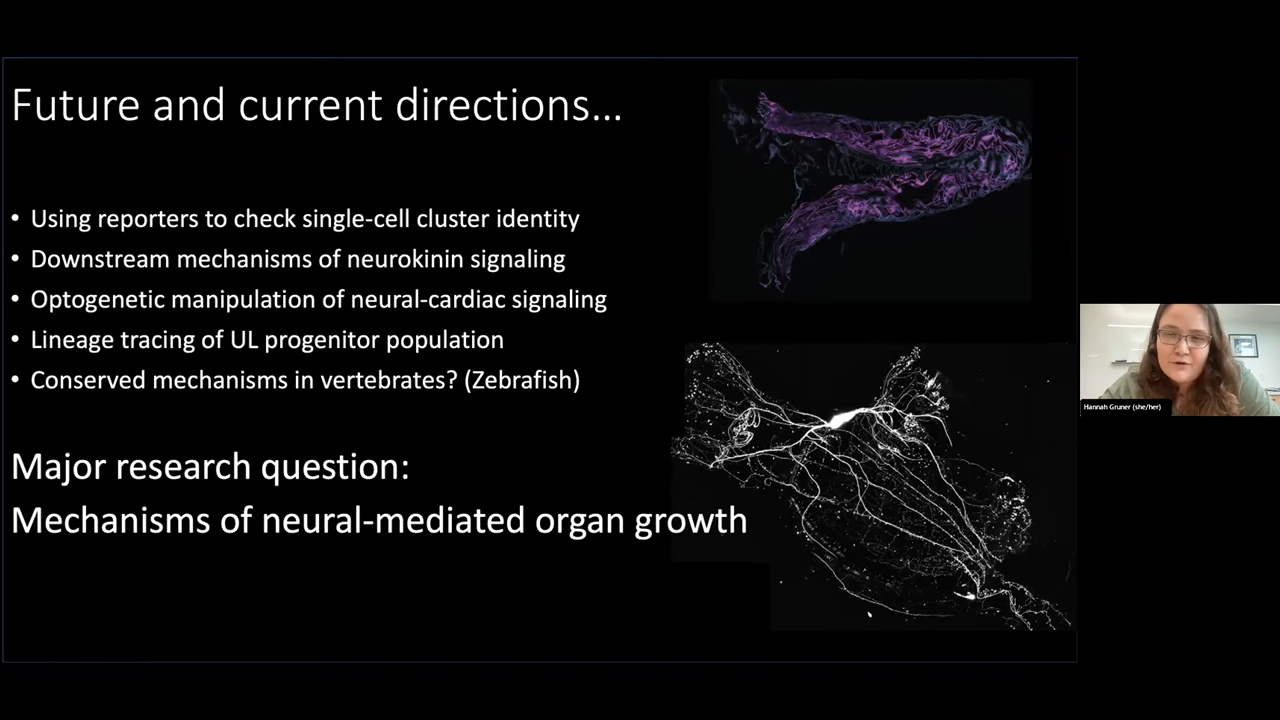 Future and current directions...
• Using reporters to check single-cell cluster identity
• Downstream mechanisms of neurokinin signaling
• Optogenetic manipulation of neural-cardiac signaling
• Lineage tracing of UL progenitor population
• Conserved mechanisms in vertebrates? (Zebrafish)
Major research question:
Mechanisms of neural-mediated organ growth
Hannah Gruner (she/her)